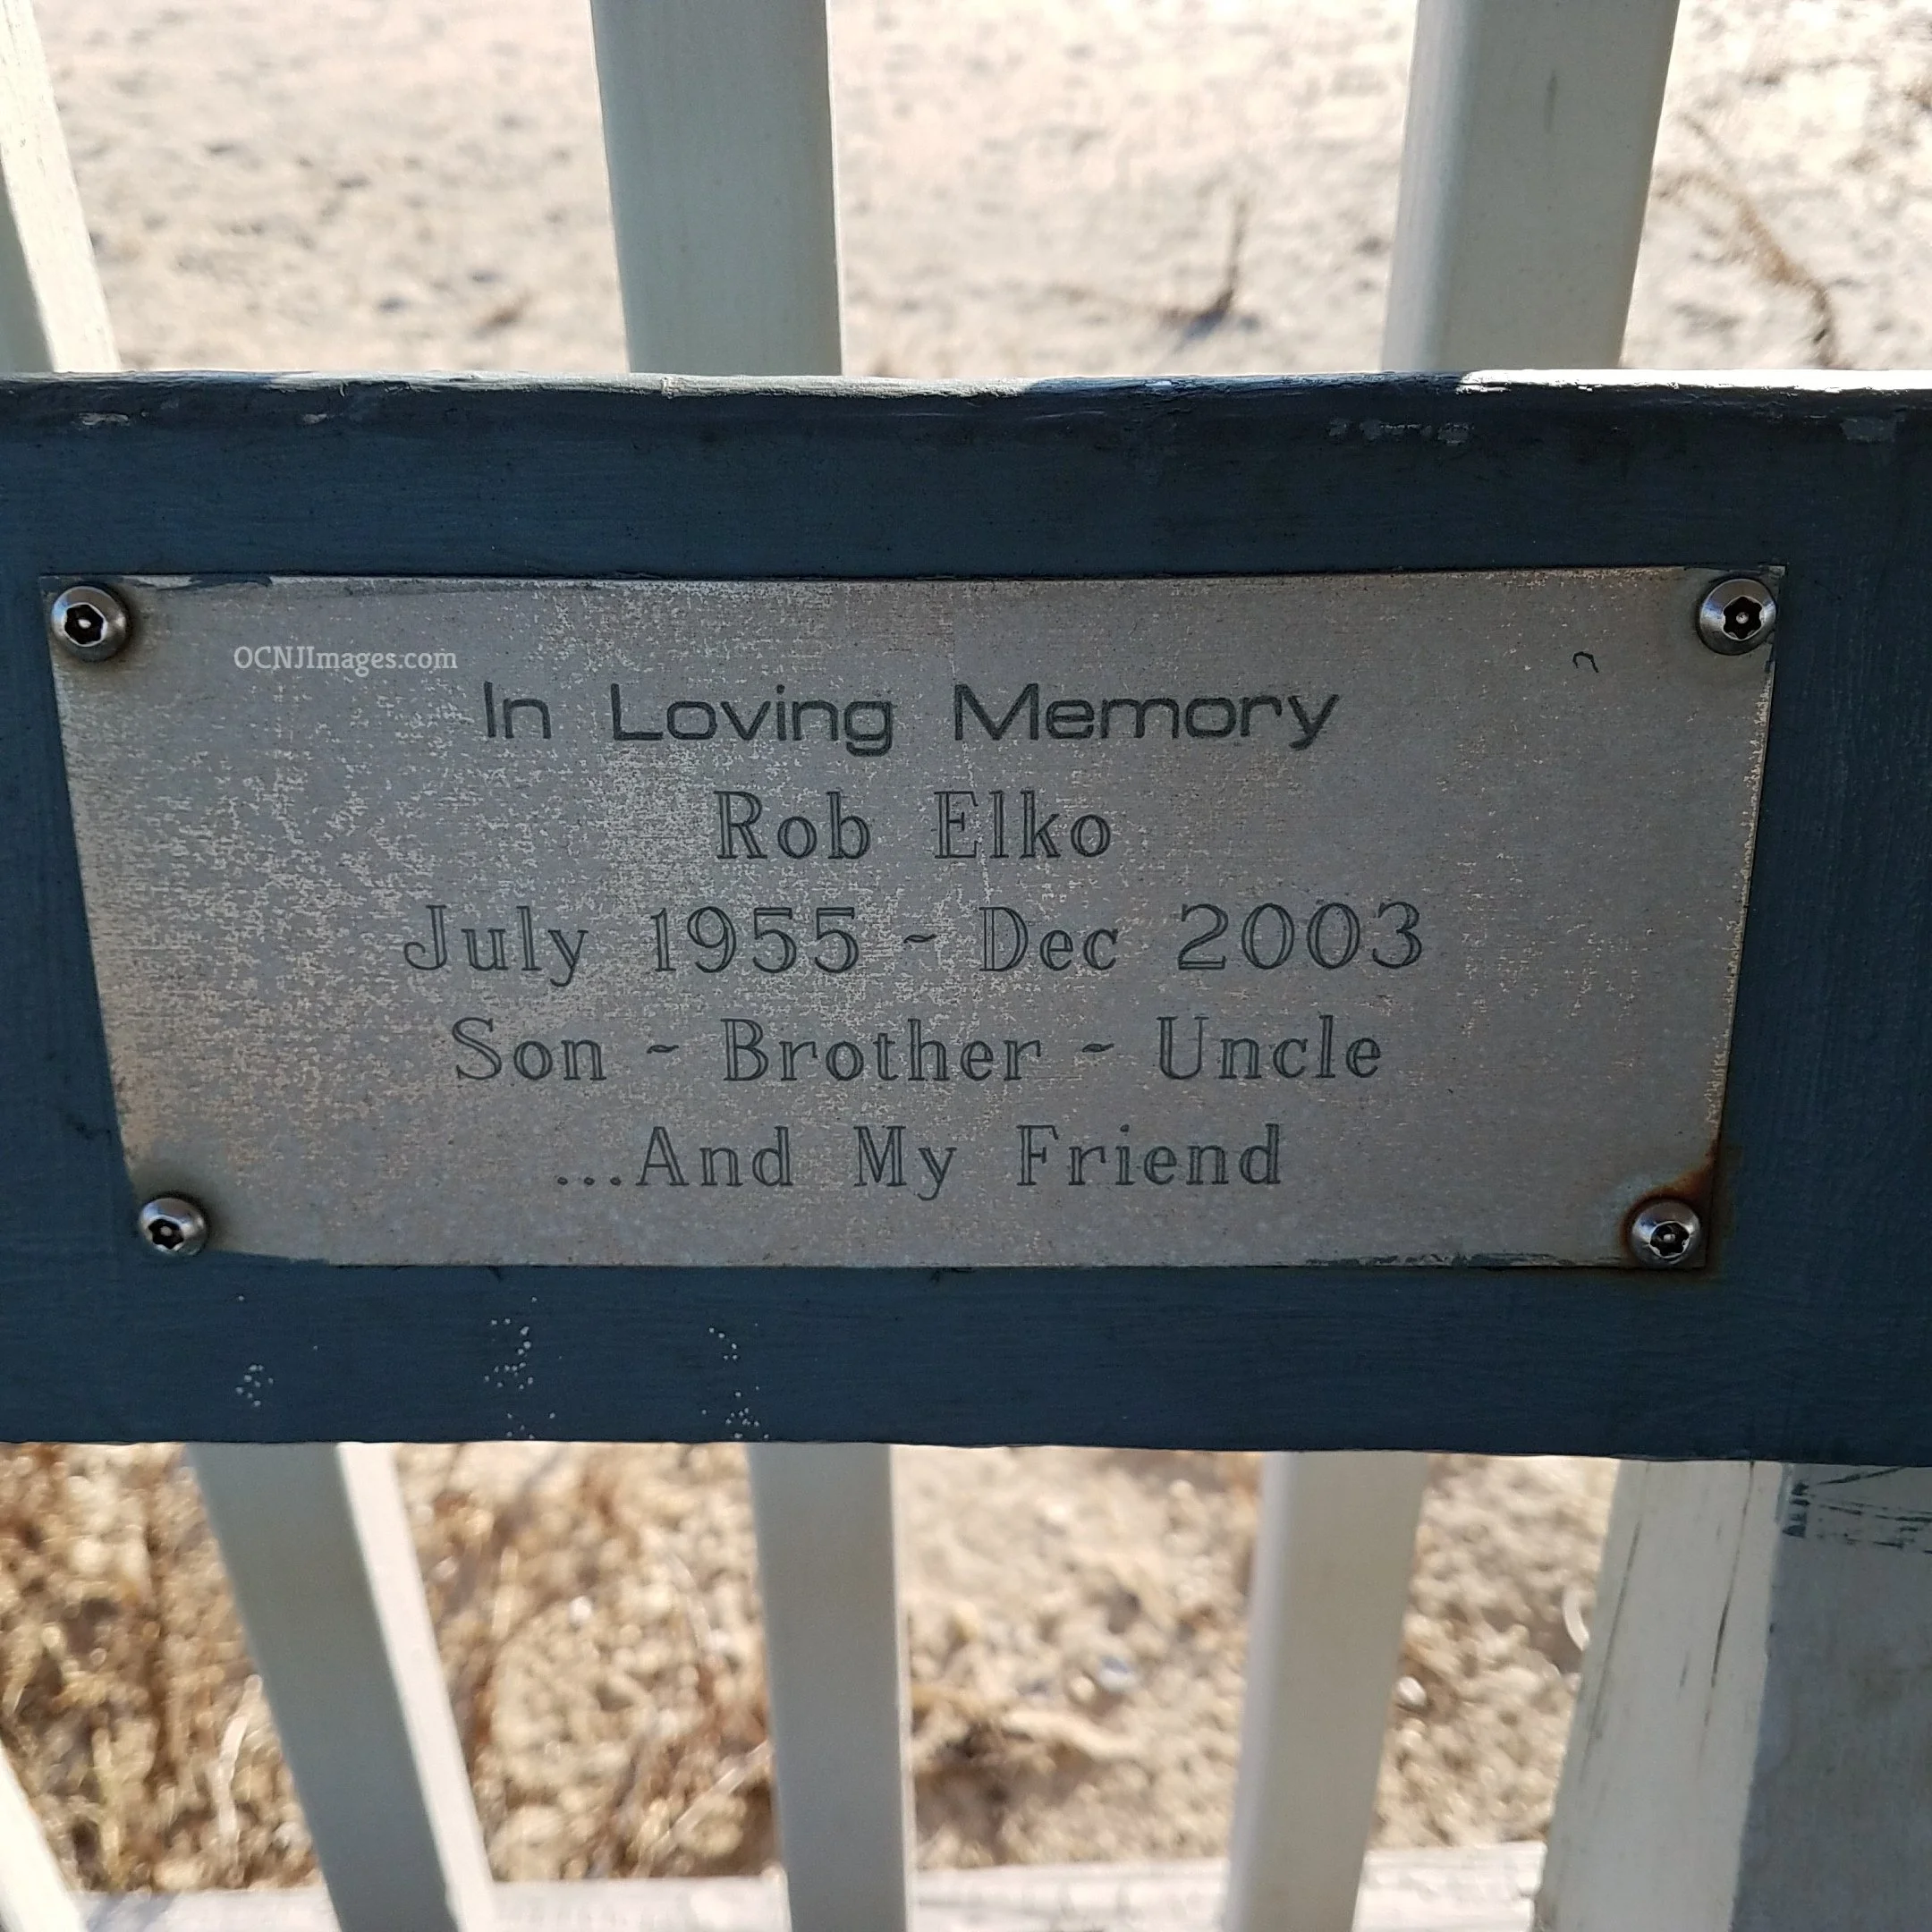 OCNJImages.com
In Loving Memory
Rob Elko
July 1955 ~ Dec 2003
Son ~ Brother ~ Uncle
...And My Friend